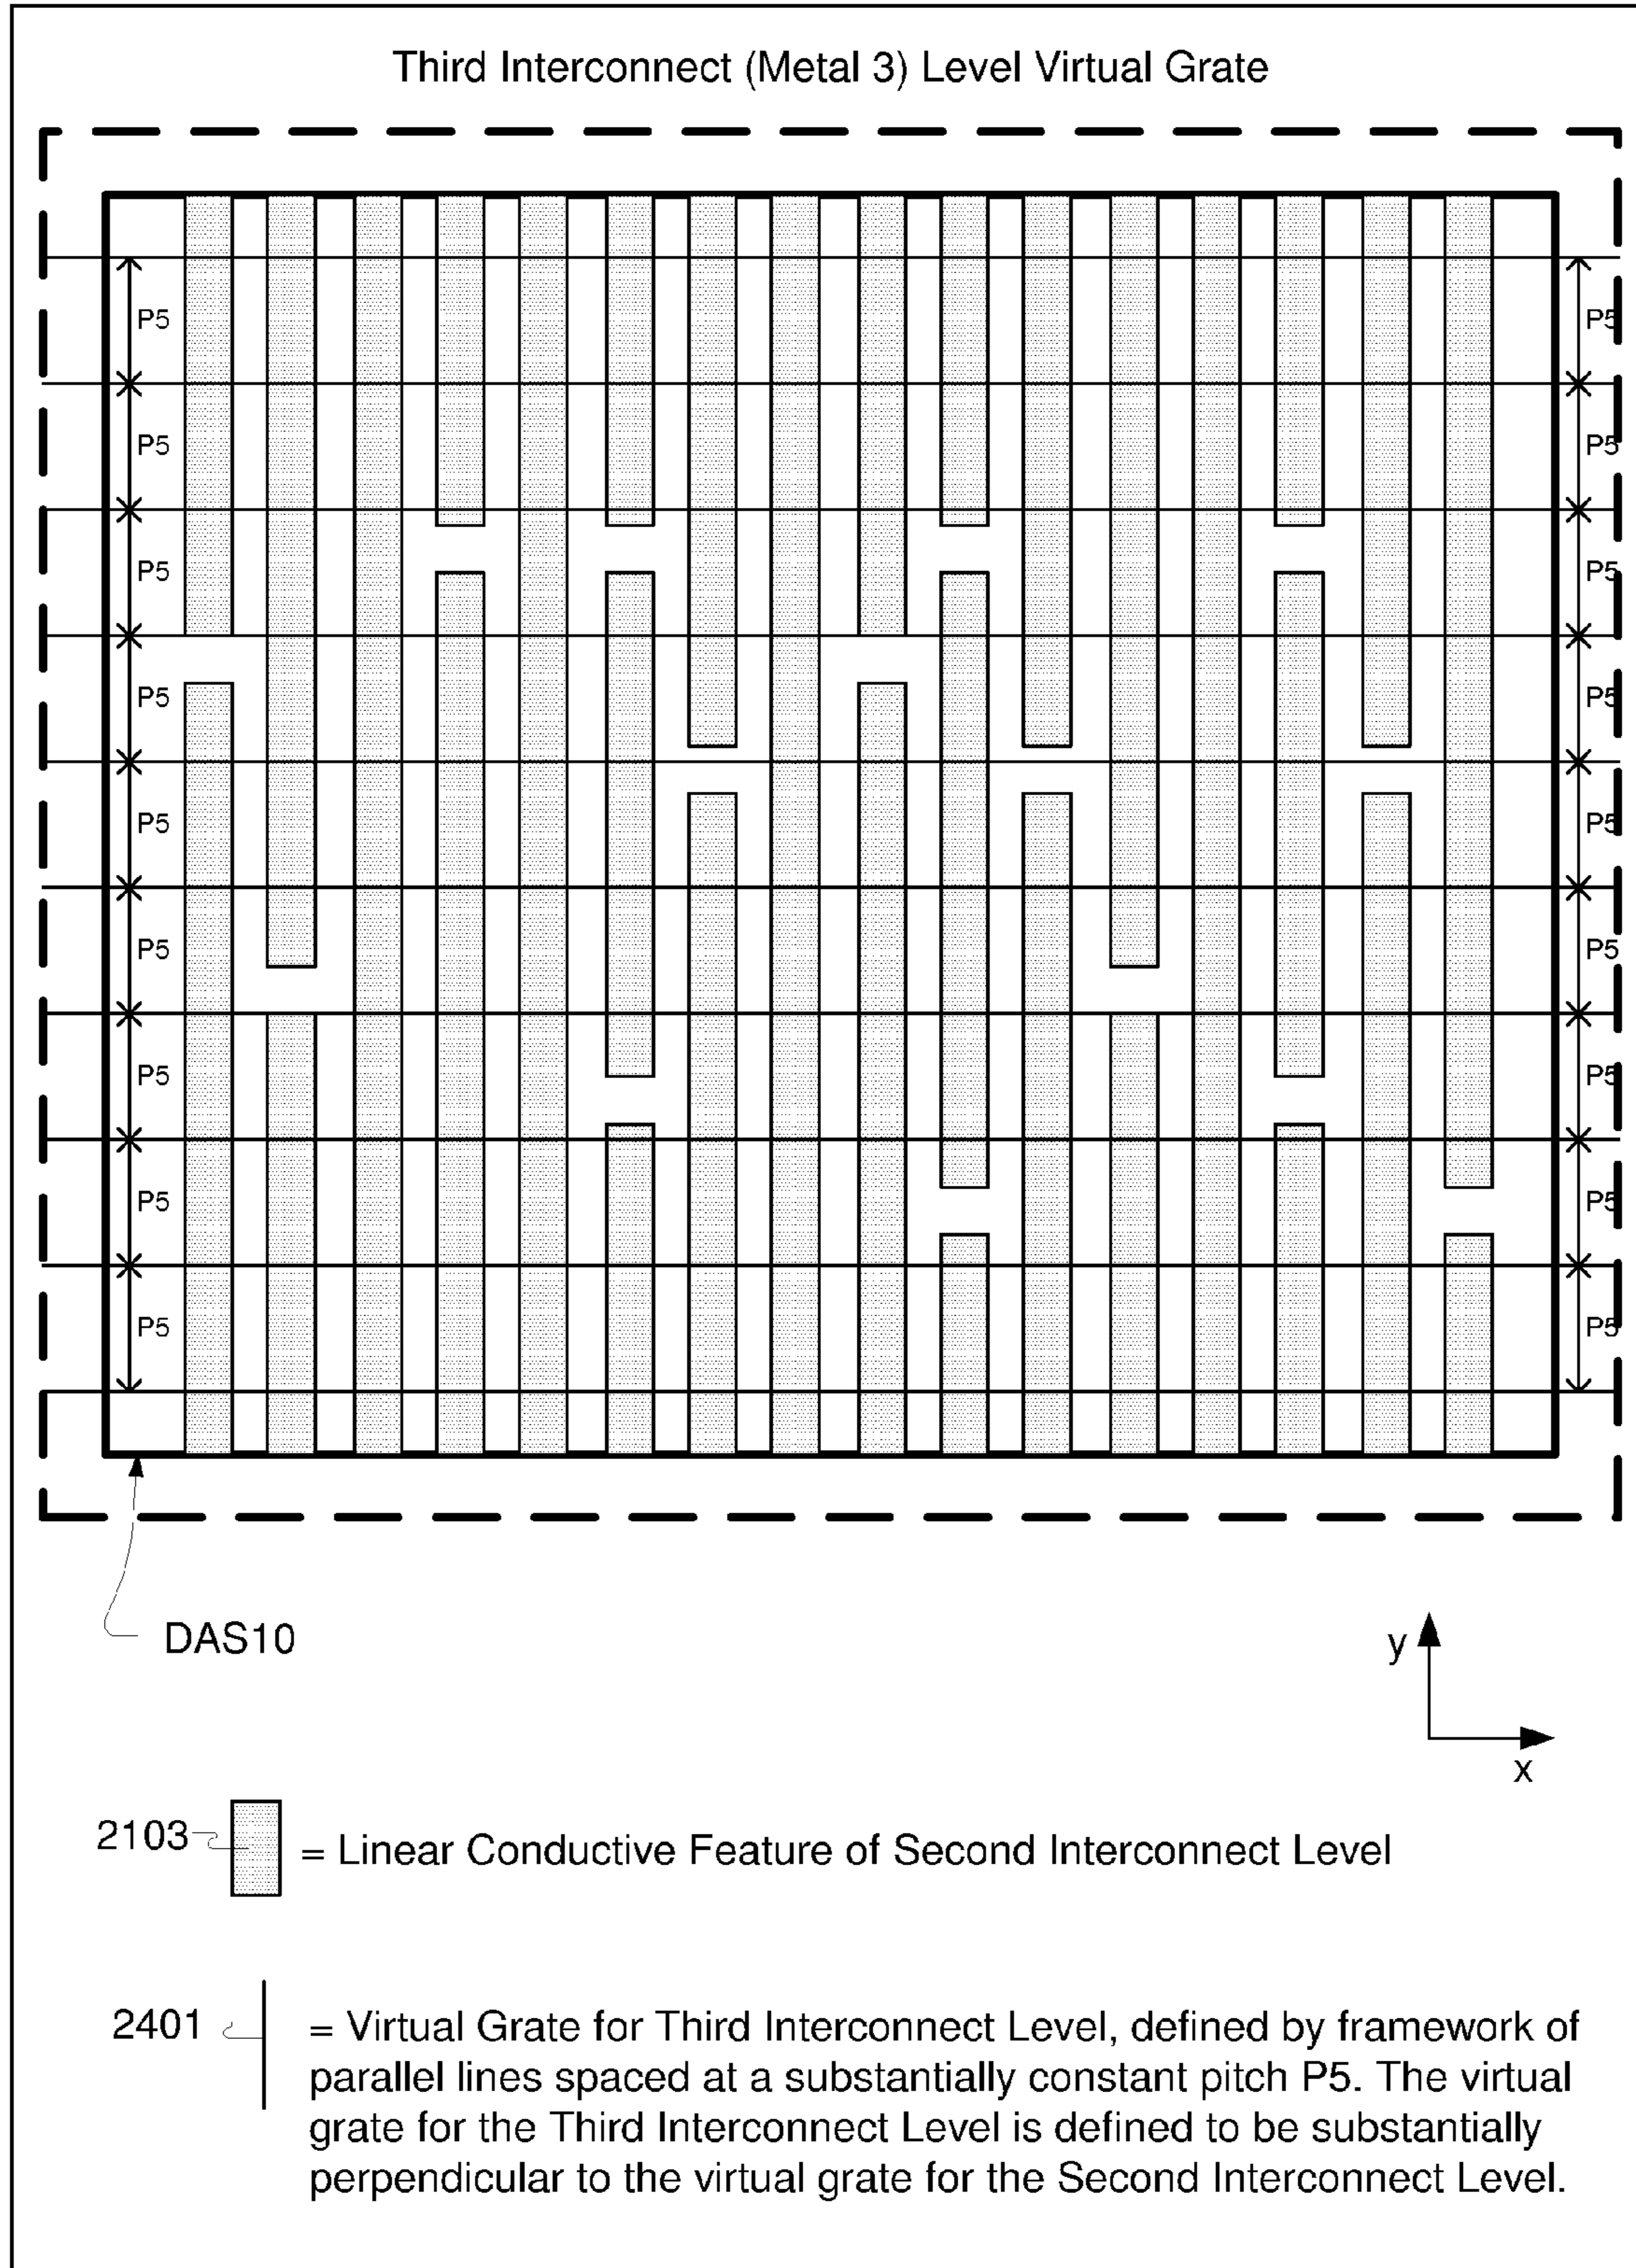 Third Interconnect (Metal 3) Level Virtual Grate
P5 P5
P5 P5
P5 P5
P5 P5
P5 P5
P5 P5
P5 P5
P5 P5
P5 P5
DAS10
y
x
2103 = Linear Conductive Feature of Second Interconnect Level
2401 = Virtual Grate for Third Interconnect Level, defined by framework of
parallel lines spaced at a substantially constant pitch P5. The virtual
grate for the Third Interconnect Level is defined to be substantially
perpendicular to the virtual grate for the Second Interconnect Level.